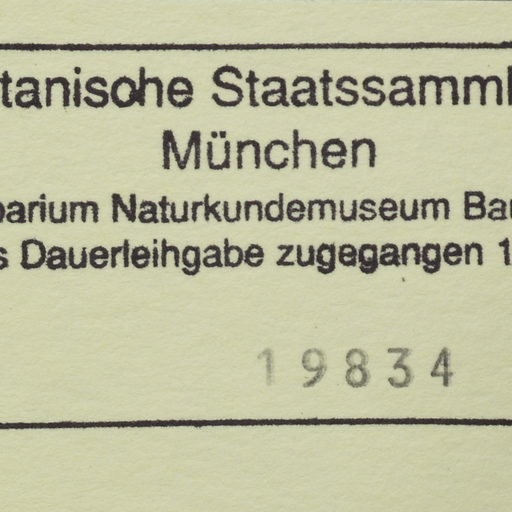 tanische Staatssamml
München
barium Naturkundemuseum Ba
s Dauerleihgabe zugegangen 1
19834